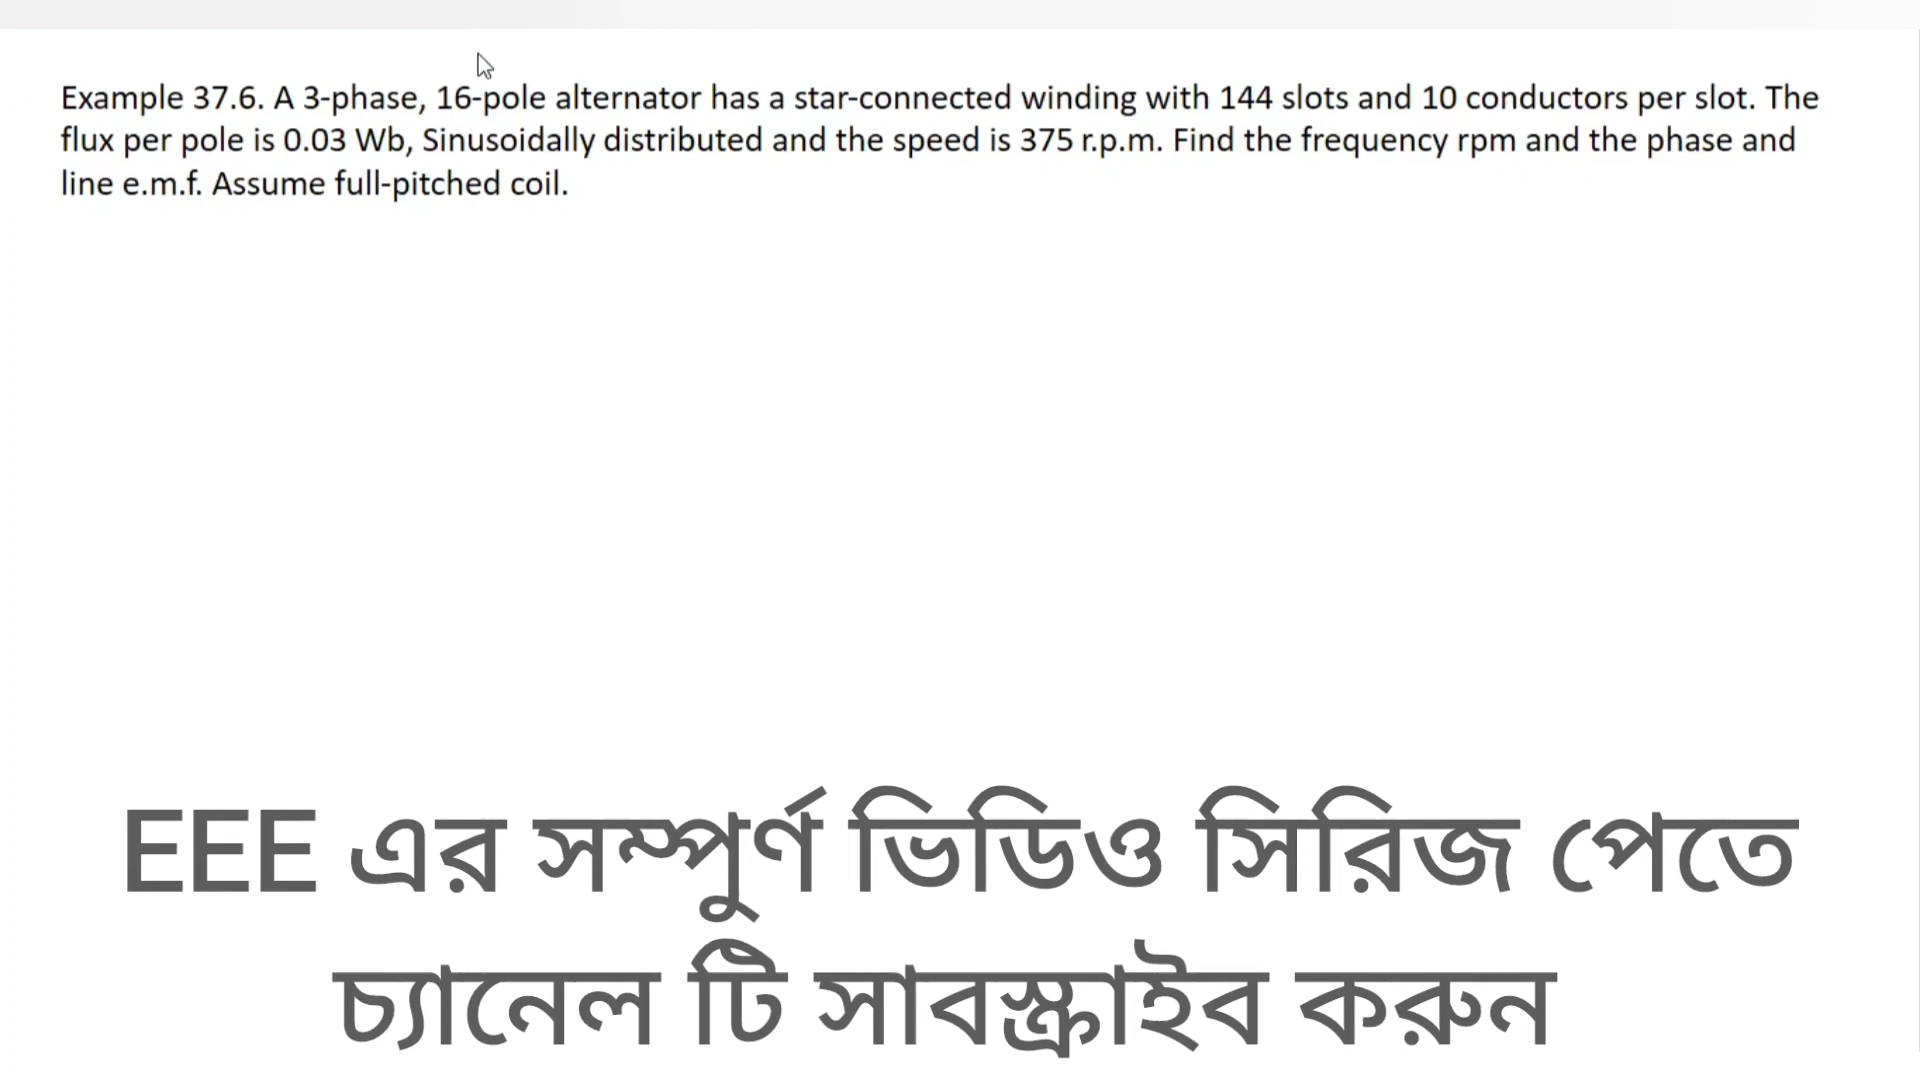 Example 37.6. A 3-phase, 16-pole alternator has a star-connected winding with 144 slots and 10 conductors per slot. The
flux per pole is 0.03 Wb, Sinusoidally distributed and the speed is 375 r.p.m. Find the frequency rpm and the phase and
line e.m.f. Assume full-pitched coil.
EEE এর সম্পুর্ণ ভিডিও সিরিজ পেতে
চ্যানেল টি সাবস্ক্রাইব করুন